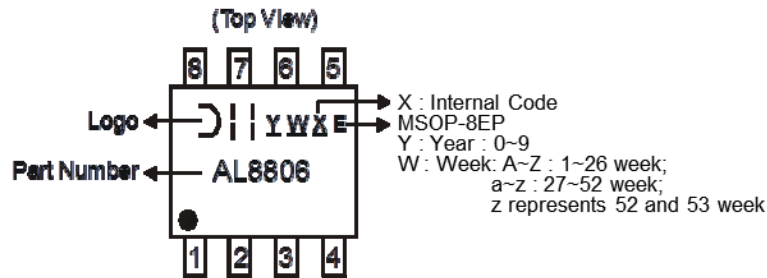 (Top View)
8 7 6 5
Logo
Y W X E
X : Internal Code
MSOP-8EP
Y : Year : 0~9
W : Week: A~Z : 1~26 week;
a~z : 27~52 week;
z represents 52 and 53 week
Part Number
AL8806
1 2 3 4